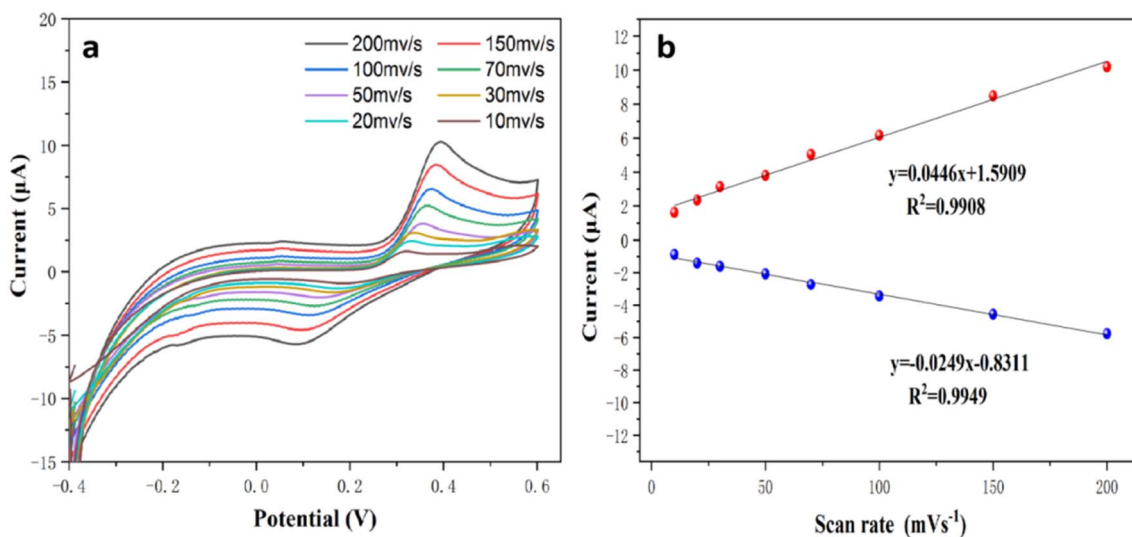 a
200mv/s 150mv/s
100mv/s 70mv/s
50mv/s 30mv/s
20mv/s 10mv/s
20
15
10
5
0
-5
-10
-15
-0.4 -0.2 0.0 0.2 0.4 0.6
Current (μA)
Potential (V)
b
12
10
8
6
4
2
0
-2
-4
-6
-8
-10
-12
0 50 100 150 200
Current (μA)
Scan rate (mVs⁻¹)
y=0.0446x+1.5909
R²=0.9908
y=-0.0249x-0.8311
R²=0.9949